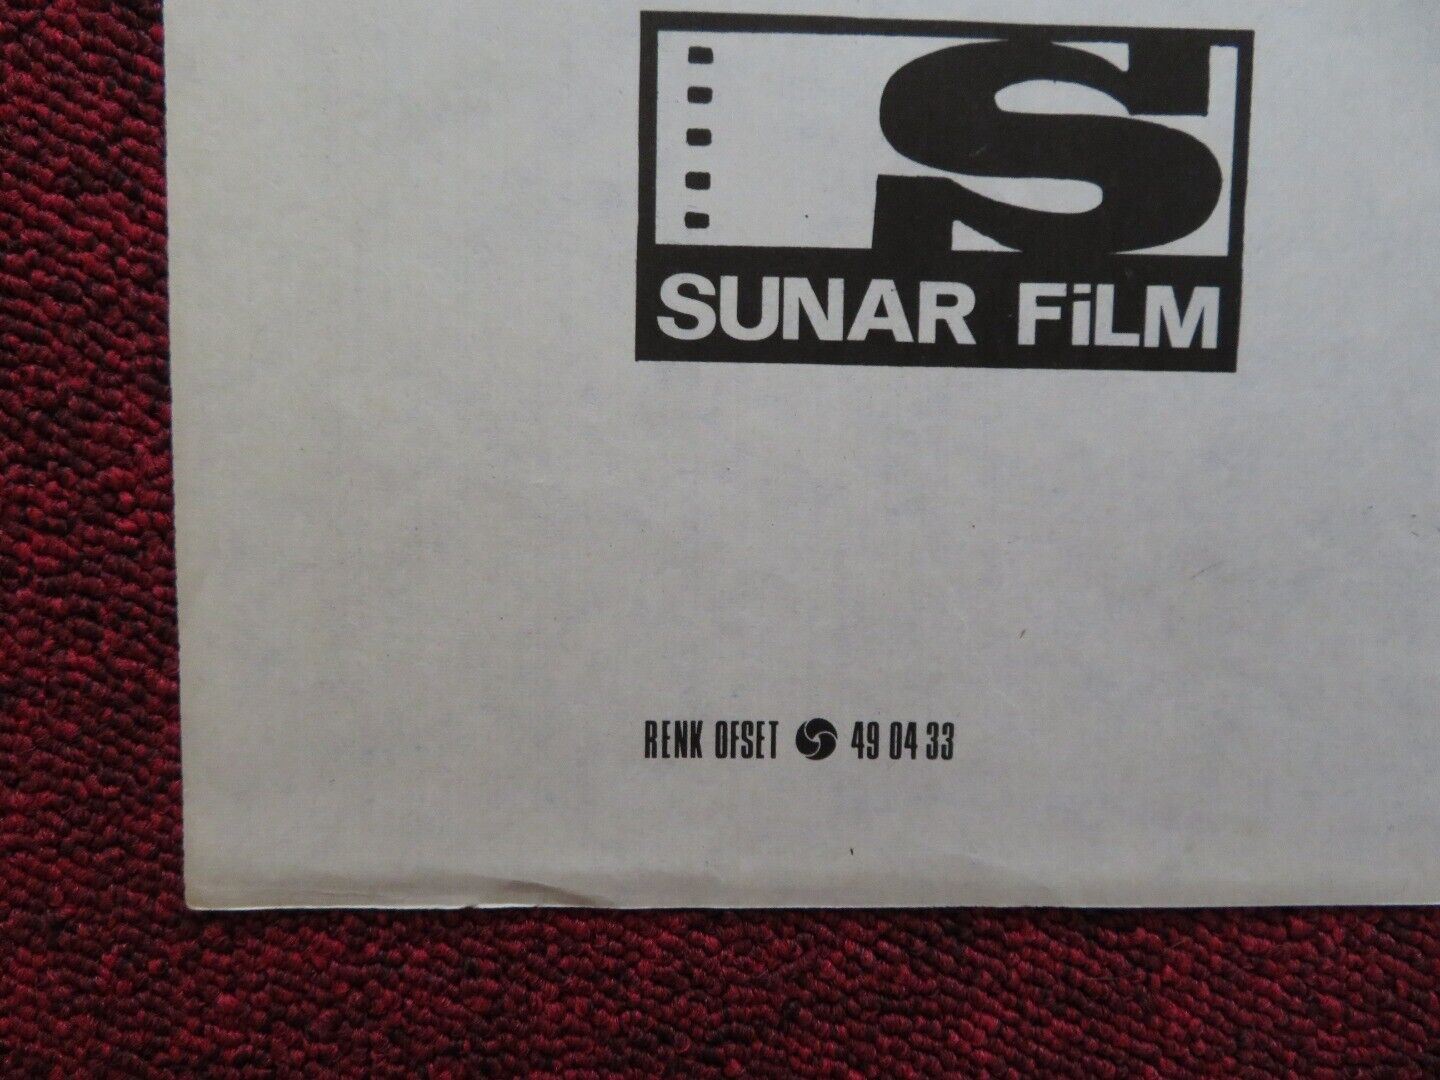 S
SUNAR FiLM
RENK OFSET 49 04 33